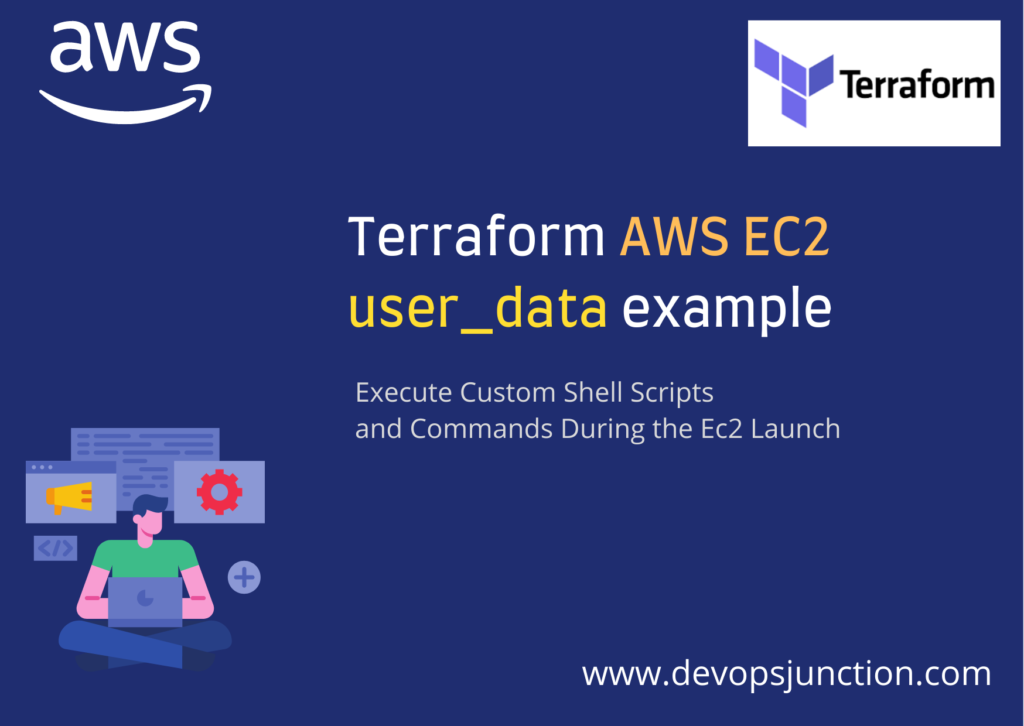 aws
Terraform
Terraform AWS EC2
user_data example
Execute Custom Shell Scripts
and Commands During the Ec2 Launch
</>
www.devopsjunction.com